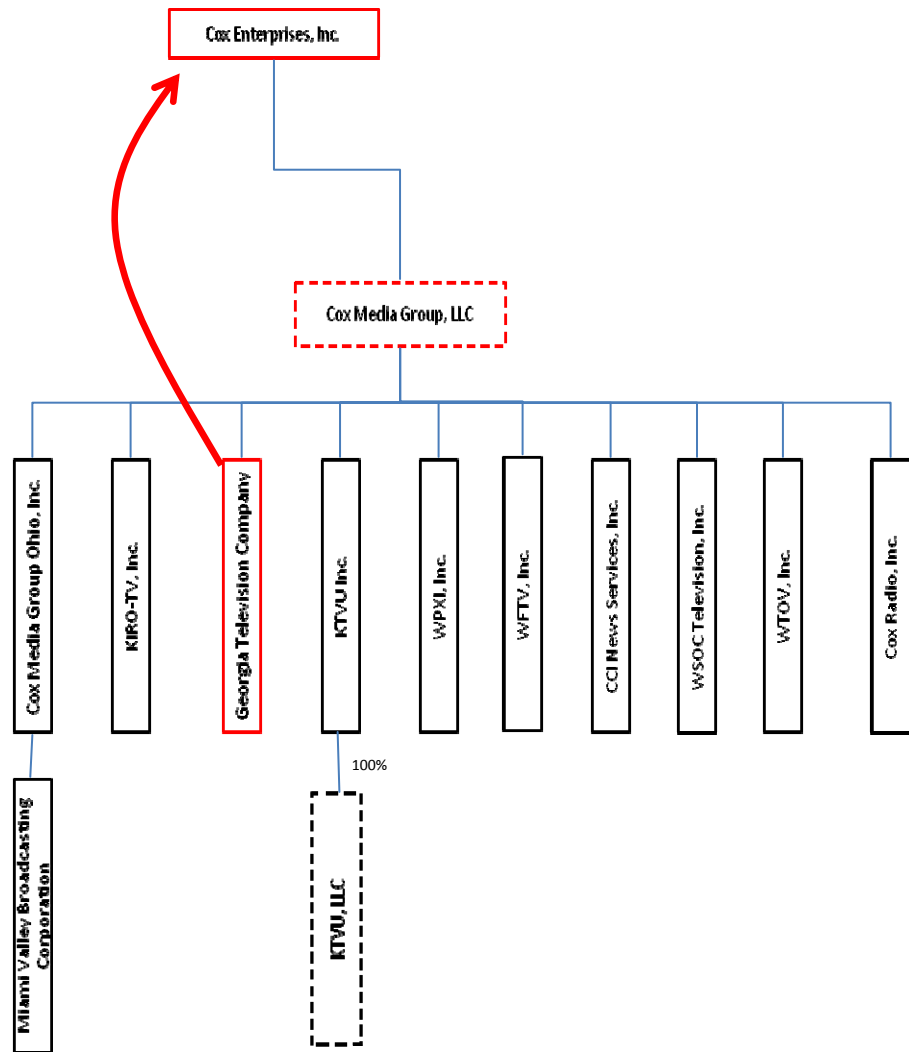 Cox Enterprises, Inc.
Cox Media Group, LLC
Cox Media Group Ohio, Inc.
KIRO-TV, Inc.
Georgia Television Company
KTVU Inc.
WPXI, Inc.
WFTV, Inc.
CCI News Services, Inc.
WSOC Television, Inc.
WTOV, Inc.
Cox Radio, Inc.
100%
Miami Valley Broadcasting
Corporation
KTVU, LLC